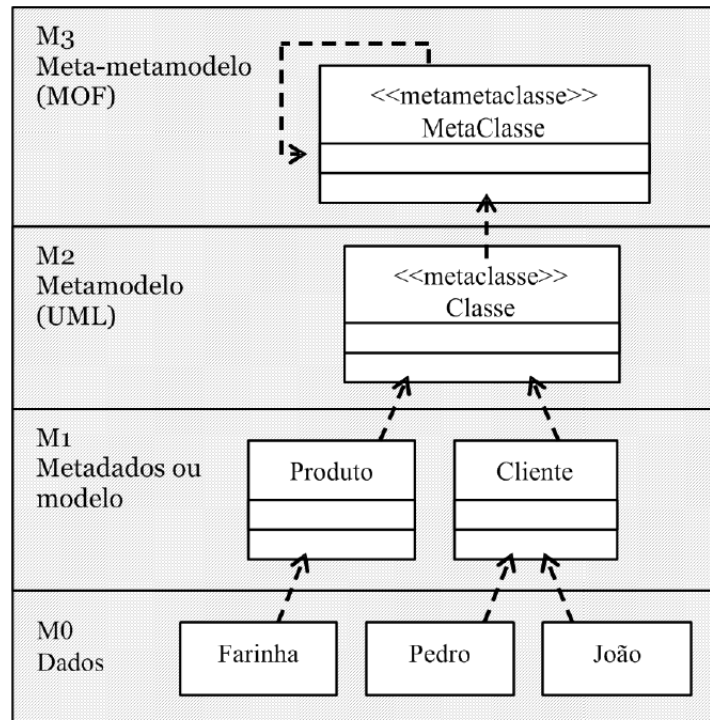 M3
Meta-metamodelo
(MOF)
<<metametaclasse>>
MetaClasse
M2
Metamodelo
(UML)
<<metaclasse>>
Classe
M1
Metadados ou
modelo
Produto
Cliente
M0
Dados
Farinha
Pedro
João